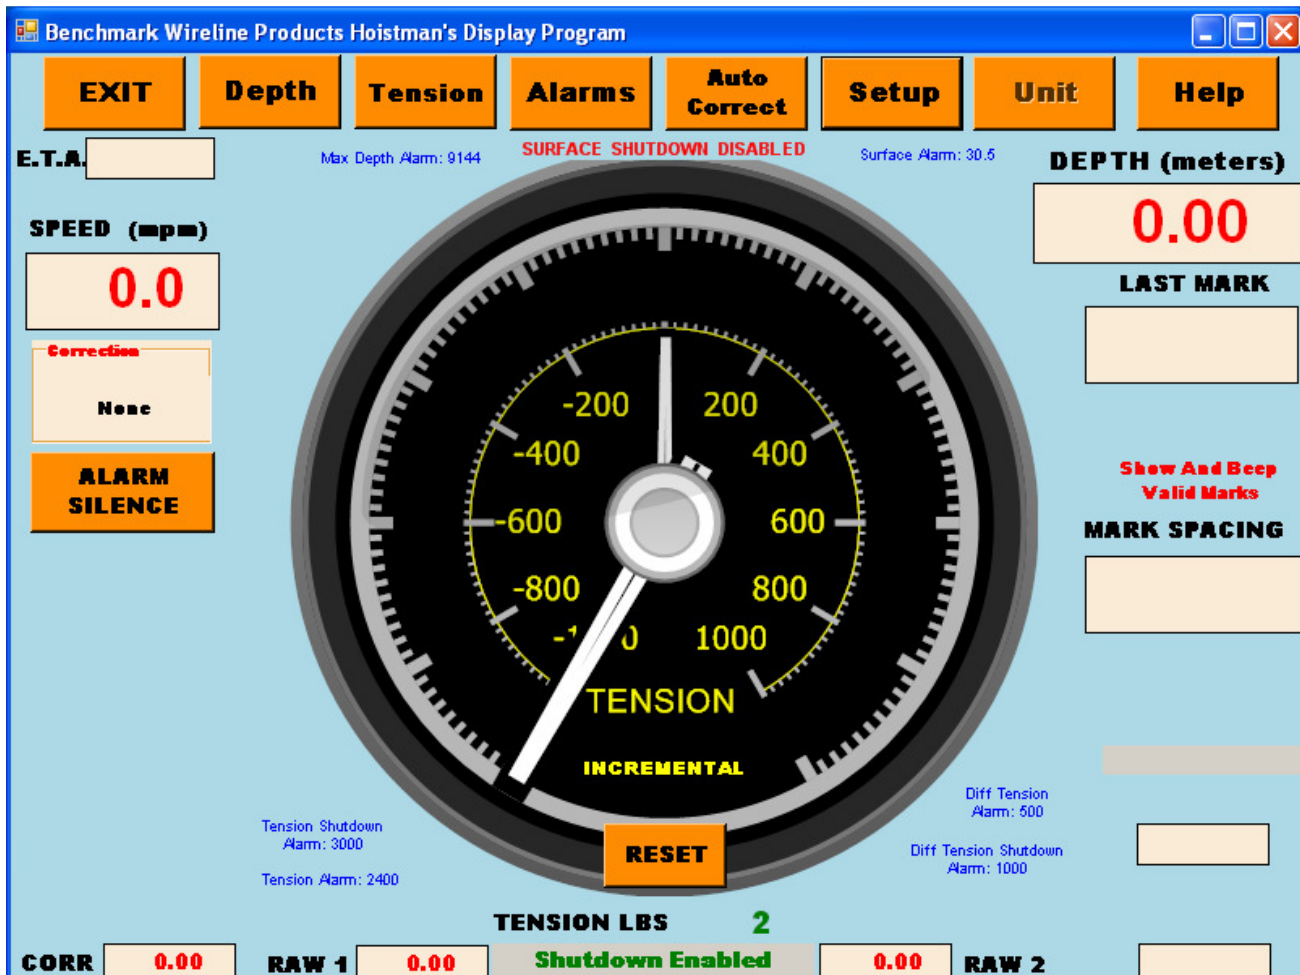 Benchmark Wireline Products Hoistman's Display Program
EXIT
Depth
Tension
Alarms
Auto
Correct
Setup
Unit
Help
E.T.A.
Max Depth Alarm: 9144
SURFACE SHUTDOWN DISABLED
Surface Alarm: 30.5
DEPTH (meters)
0.00
SPEED (mpm)
0.0
LAST MARK
Correction
None
ALARM
SILENCE
-200
200
-400
400
-600
600
-800
800
1000
TENSION
INCREMENTAL
Show And Beep
Valid Marks
MARK SPACING
Tension Shutdown
Alarm: 3000
Tension Alarm: 2400
RESET
Diff Tension
Alarm: 500
Diff Tension Shutdown
Alarm: 1000
TENSION LBS 2
CORR 0.00
RAW 1 0.00
Shutdown Enabled
0.00 RAW 2